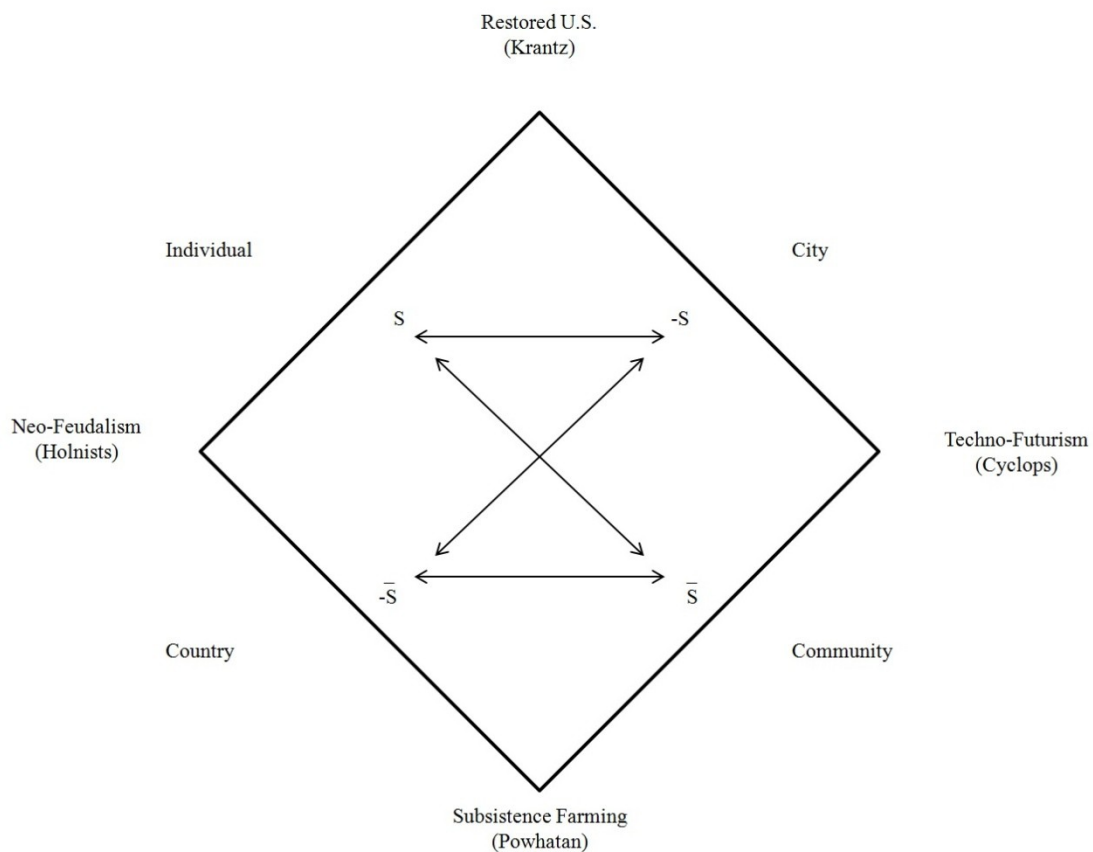 Restored U.S.
(Krantz)
Individual
City
S
-S
Neo-Feudalism
(Holnists)
Techno-Futurism
(Cyclops)
-S̅
S̅
Country
Community
Subsistence Farming
(Powhatan)